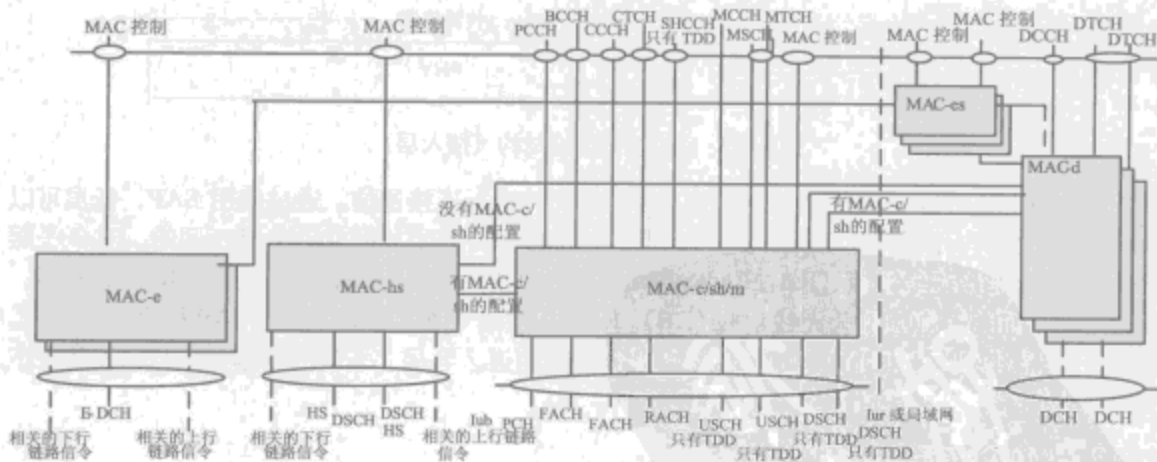 MAC 控制
MAC 控制
PCCH
BCCH
CCCH
CTCH
SHCCH
只有 TDD
MCCH
MSCH
MTCH
MAC 控制
MAC 控制
MAC 控制
DCCH
DTCH
DTCH
MAC-es
MAC-d
没有MAC-c/
sh的配置
有MAC-c/
sh的配置
有MAC-c/
sh的配置
MAC-e
MAC-hs
MAC-c/sh/m
E-DCH
相关的下行
链路信令
相关的上行
链路信令
相关的下行
链路信令
HS
DSCH
DSCH
HS
相关的上行链路
信令
Iub
PCH
FACH
FACH
RACH
USCH
只有TDD
USCH
只有TDD
DSCH
只有TDD
DSCH
只有TDD
Iur 或局域网
DCH
DCH